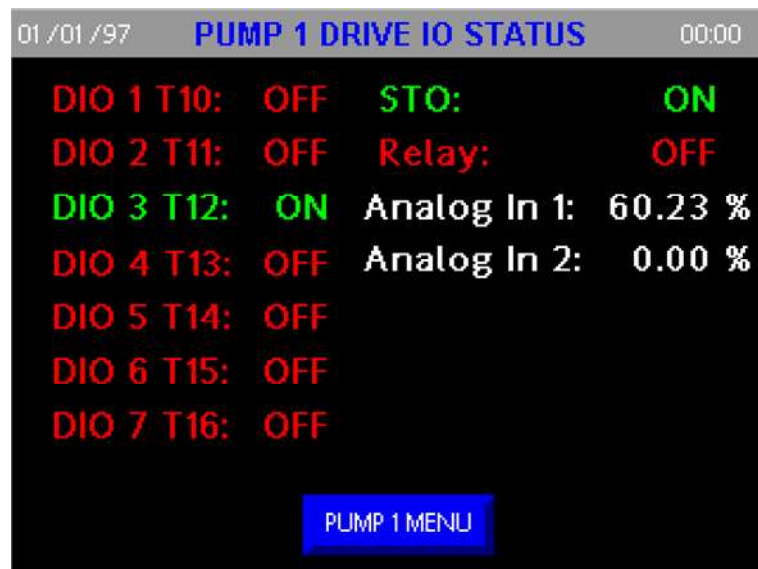 01/01/97 PUMP 1 DRIVE IO STATUS 00:00
DIO 1 T10: OFF STO: ON
DIO 2 T11: OFF Relay: OFF
DIO 3 T12: ON Analog In 1: 60.23 %
DIO 4 T13: OFF Analog In 2: 0.00 %
DIO 5 T14: OFF
DIO 6 T15: OFF
DIO 7 T16: OFF
PUMP 1 MENU